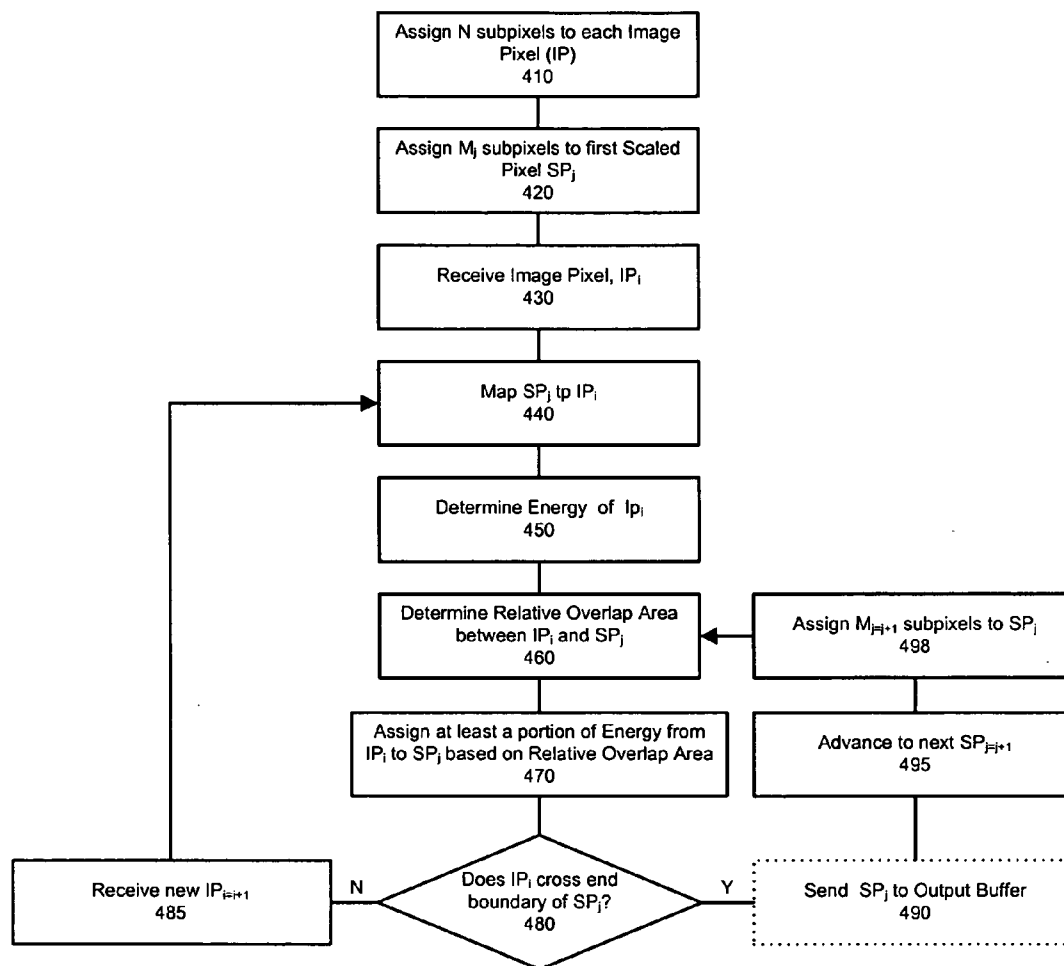 Assign N subpixels to each Image
Pixel (IP)
410
Assign Mj subpixels to first Scaled
Pixel SPj
420
Receive Image Pixel, IPi
430
Map SPj tp IPi
440
Determine Energy of Ipi
450
Determine Relative Overlap Area
between IPi and SPj
460
Assign Mj=j+1 subpixels to SPj
498
Assign at least a portion of Energy from
IPi to SPj based on Relative Overlap Area
470
Advance to next SPj=j+1
495
Receive new IPi=i+1
485
N
Does IPi cross end
boundary of SPj?
480
Y
Send SPj to Output Buffer
490